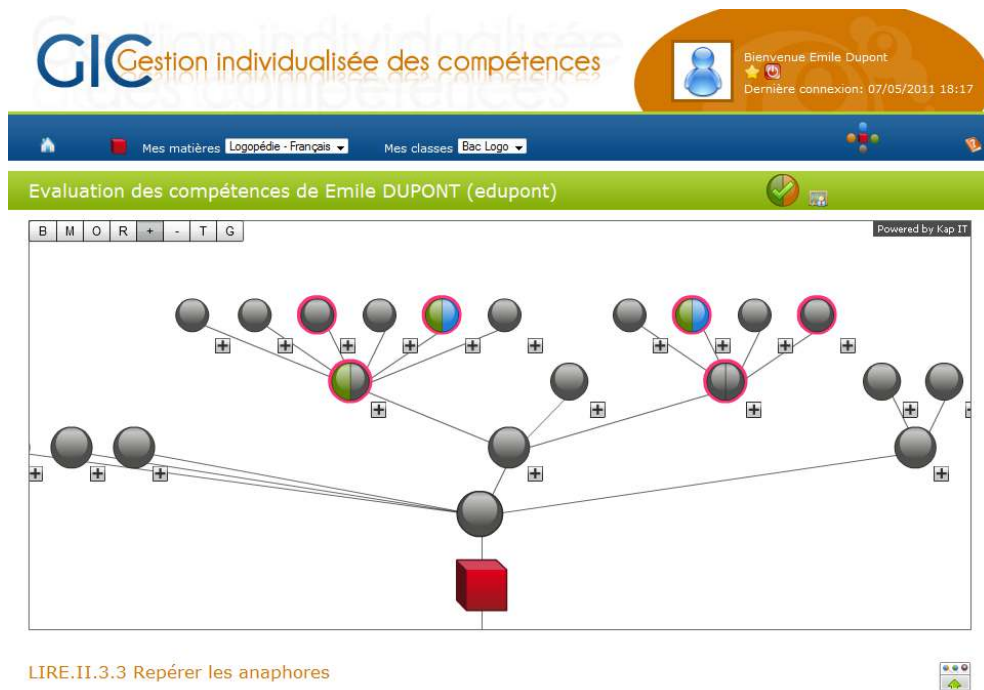 GIC Gestion individualisée des compétences
Bienvenue Emile Dupont
Dernière connexion: 07/05/2011 18:17
Mes matières Logopédie - Français Mes classes Bac Logo
Evaluation des compétences de Emile DUPONT (edupont)
B M O R + - T G
Powered by Kap IT
LIRE.II.3.3 Repérer les anaphores